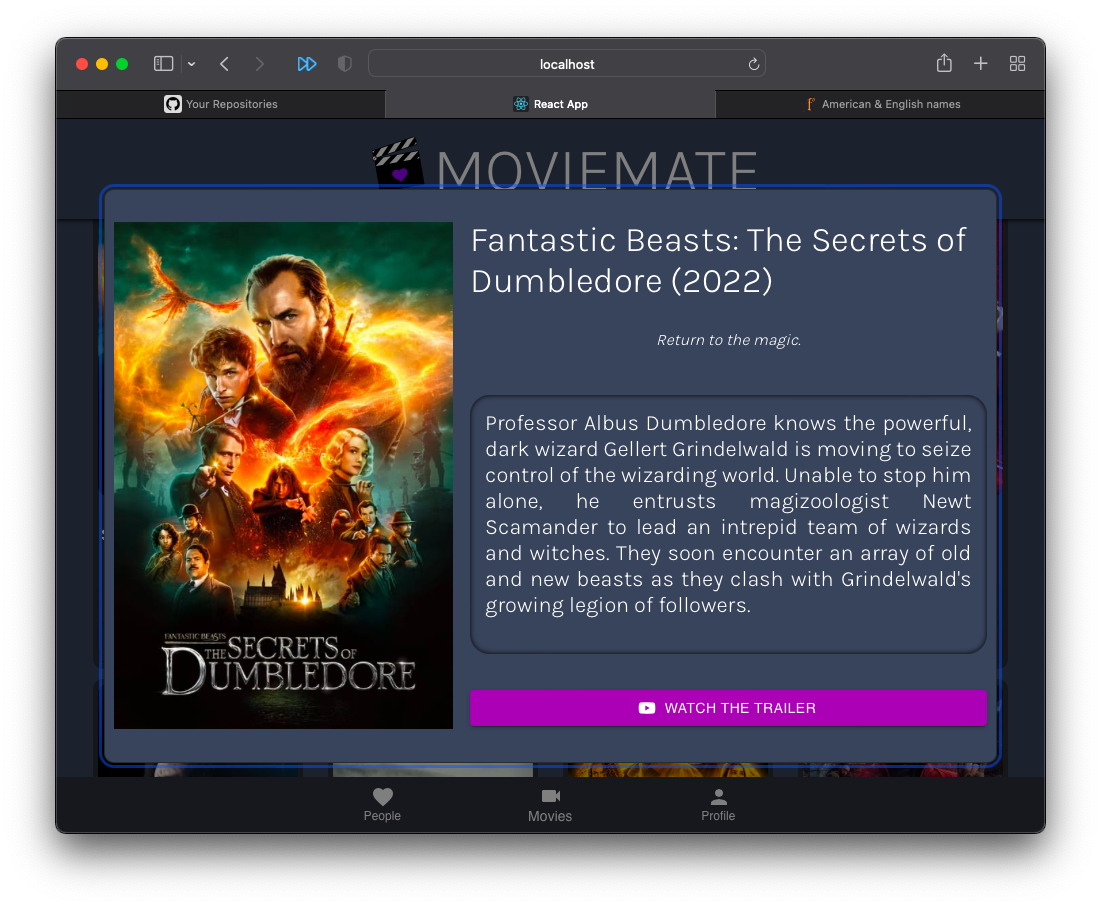 localhost
Your Repositories
React App
American & English names
MOVIEMATE
Fantastic Beasts: The Secrets of
Dumbledore (2022)
Return to the magic.
Professor Albus Dumbledore knows the powerful,
dark wizard Gellert Grindelwald is moving to seize
control of the wizarding world. Unable to stop him
alone, he entrusts magizoologist Newt
Scamander to lead an intrepid team of wizards
and witches. They soon encounter an array of old
and new beasts as they clash with Grindelwald's
growing legion of followers.
FANTASTIC BEASTS
THE SECRETS OF
DUMBLEDORE
WATCH THE TRAILER
People
Movies
Profile